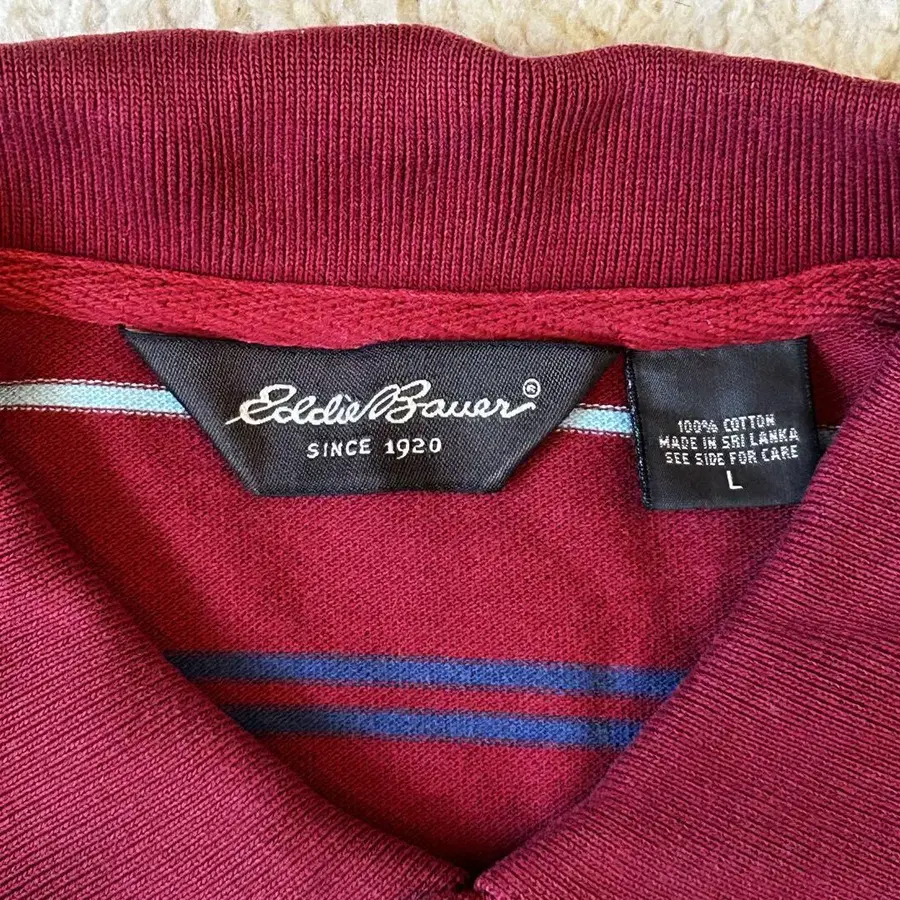 Eddie Bauer®
SINCE 1920
100% COTTON
MADE IN SRI LANKA
SEE SIDE FOR CARE
L